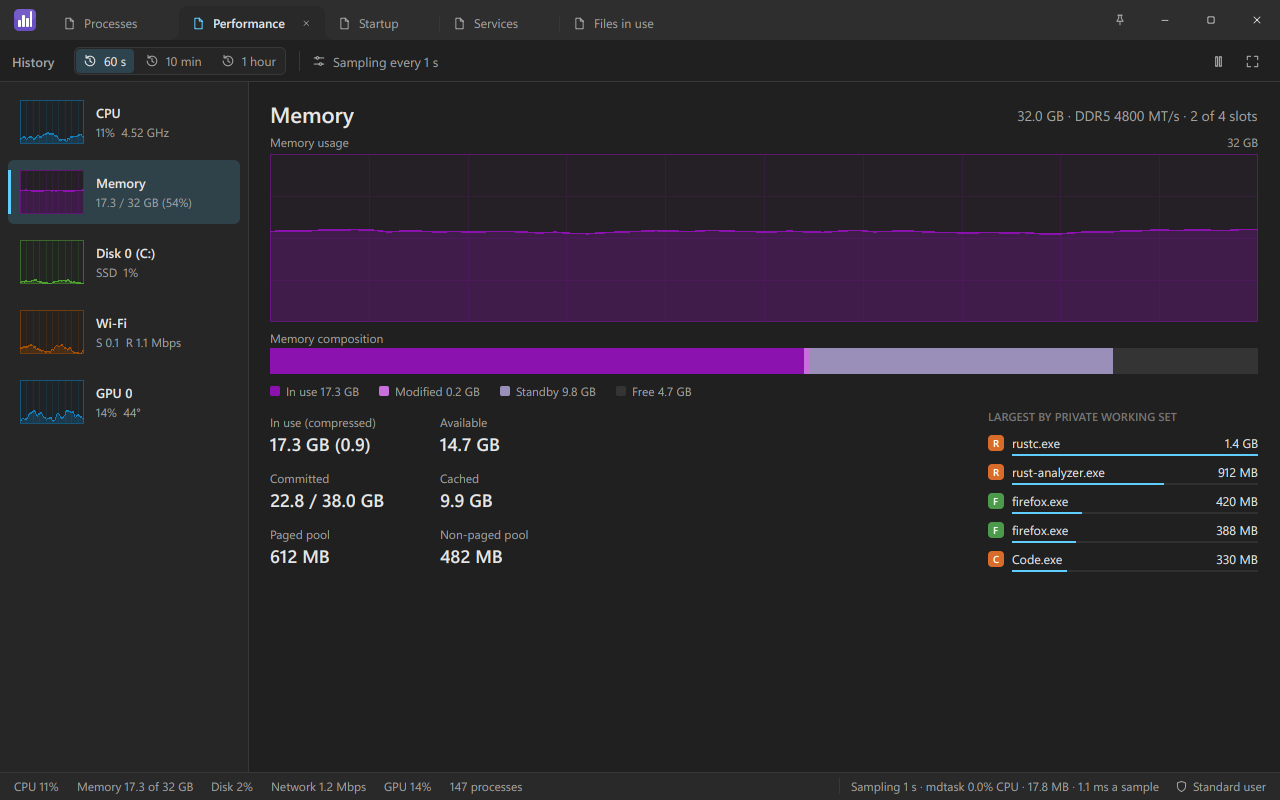 Processes
Performance
Startup
Services
Files in use
History
60 s
10 min
1 hour
Sampling every 1 s
CPU
11% 4.52 GHz
Memory
17.3 / 32 GB (54%)
Disk 0 (C:)
SSD 1%
Wi-Fi
S 0.1 R 1.1 Mbps
GPU 0
14% 44°
Memory
32.0 GB · DDR5 4800 MT/s · 2 of 4 slots
Memory usage
32 GB
Memory composition
In use 17.3 GB
Modified 0.2 GB
Standby 9.8 GB
Free 4.7 GB
In use (compressed)
17.3 GB (0.9)
Available
14.7 GB
Committed
22.8 / 38.0 GB
Cached
9.9 GB
Paged pool
612 MB
Non-paged pool
482 MB
LARGEST BY PRIVATE WORKING SET
R rustc.exe 1.4 GB
R rust-analyzer.exe 912 MB
F firefox.exe 420 MB
F firefox.exe 388 MB
C Code.exe 330 MB
CPU 11%
Memory 17.3 of 32 GB
Disk 2%
Network 1.2 Mbps
GPU 14%
147 processes
Sampling 1 s · mdtask 0.0% CPU · 17.8 MB · 1.1 ms a sample
Standard user